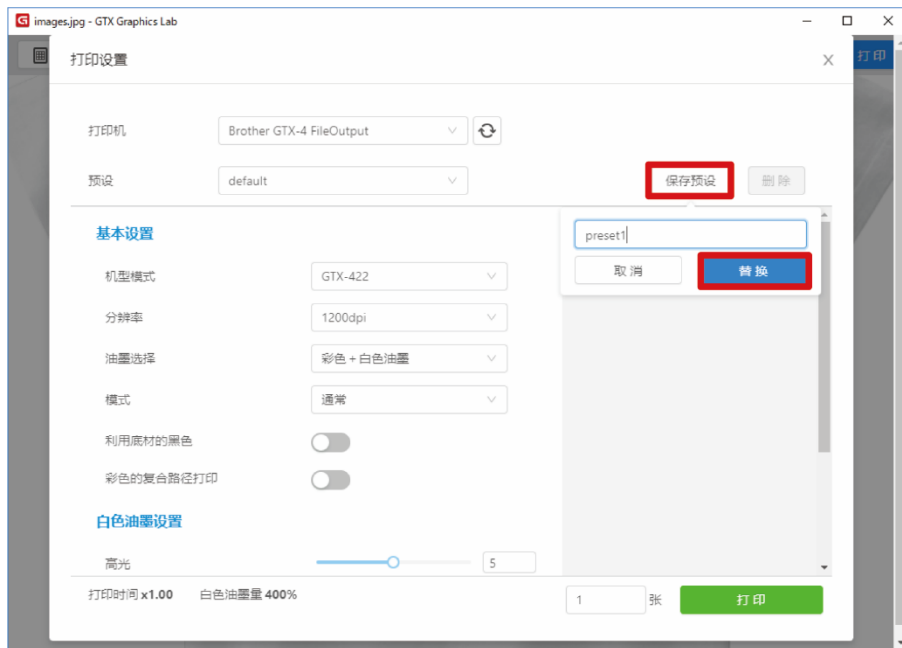 images.jpg - GTX Graphics Lab
打印设置
打印
打印机
Brother GTX-4 FileOutput
预设
default
保存预设
删除
preset1
取消
替换
基本设置
机型模式
GTX-422
分辨率
1200dpi
油墨选择
彩色 + 白色油墨
模式
通常
利用底材的黑色
彩色的复合路径打印
白色油墨设置
高光
5
打印时间 x1.00
白色油墨量 400%
1
张
打印